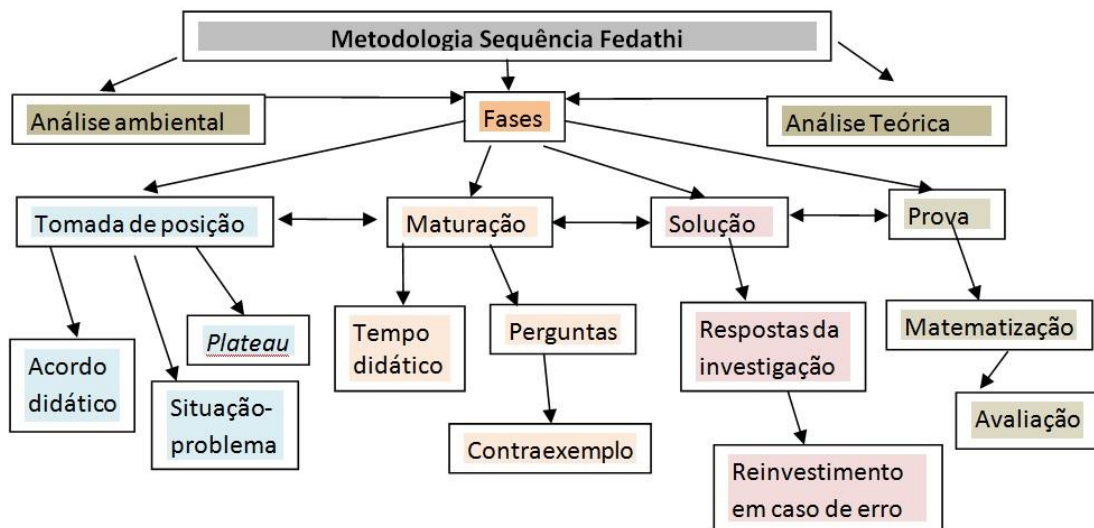 Metodologia Sequência Fedathi
Análise ambiental
Fases
Análise Teórica
Tomada de posição
Maturação
Solução
Prova
Acordo
didático
Situação-
problema
Plateau
Tempo
didático
Perguntas
Contraexemplo
Respostas da
investigação
Reinvestimento
em caso de erro
Matematização
Avaliação